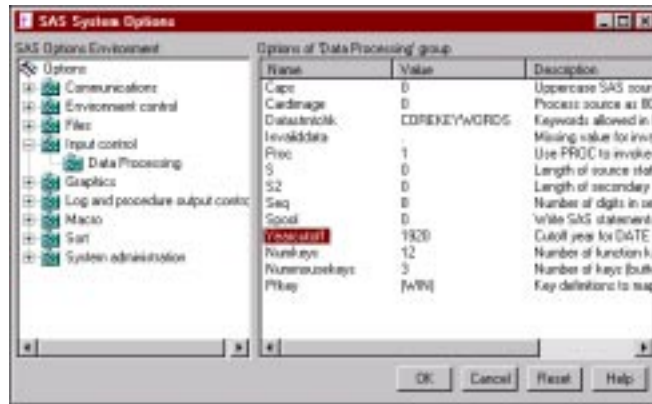 SAS System Options
SAS Options Environment
Options of 'Data Processing' group
Options
Communications
Environment control
Files
Input control
Data Processing
Graphics
Log and procedure output contro
Macro
Sort
System administration
Name Value Description
Caps 0 Uppercase SAS sour
Cardimage 0 Process source as 80
Datastmtchk COREKEYWORDS Keywords allowed in
Invaliddata . Missing value for inv
Proc 1 Use PROC to invoke
S 0 Length of source stat
S2 0 Length of secondary
Seq 8 Number of digits in se
Spool 0 Write SAS statements
Yearcutoff 1920 Cutoff year for DATE
Numkeys 12 Number of function k
Nummousekeys 3 Number of keys (butt
Pfkey (WIN) Key definitions to map
OK Cancel Reset Help